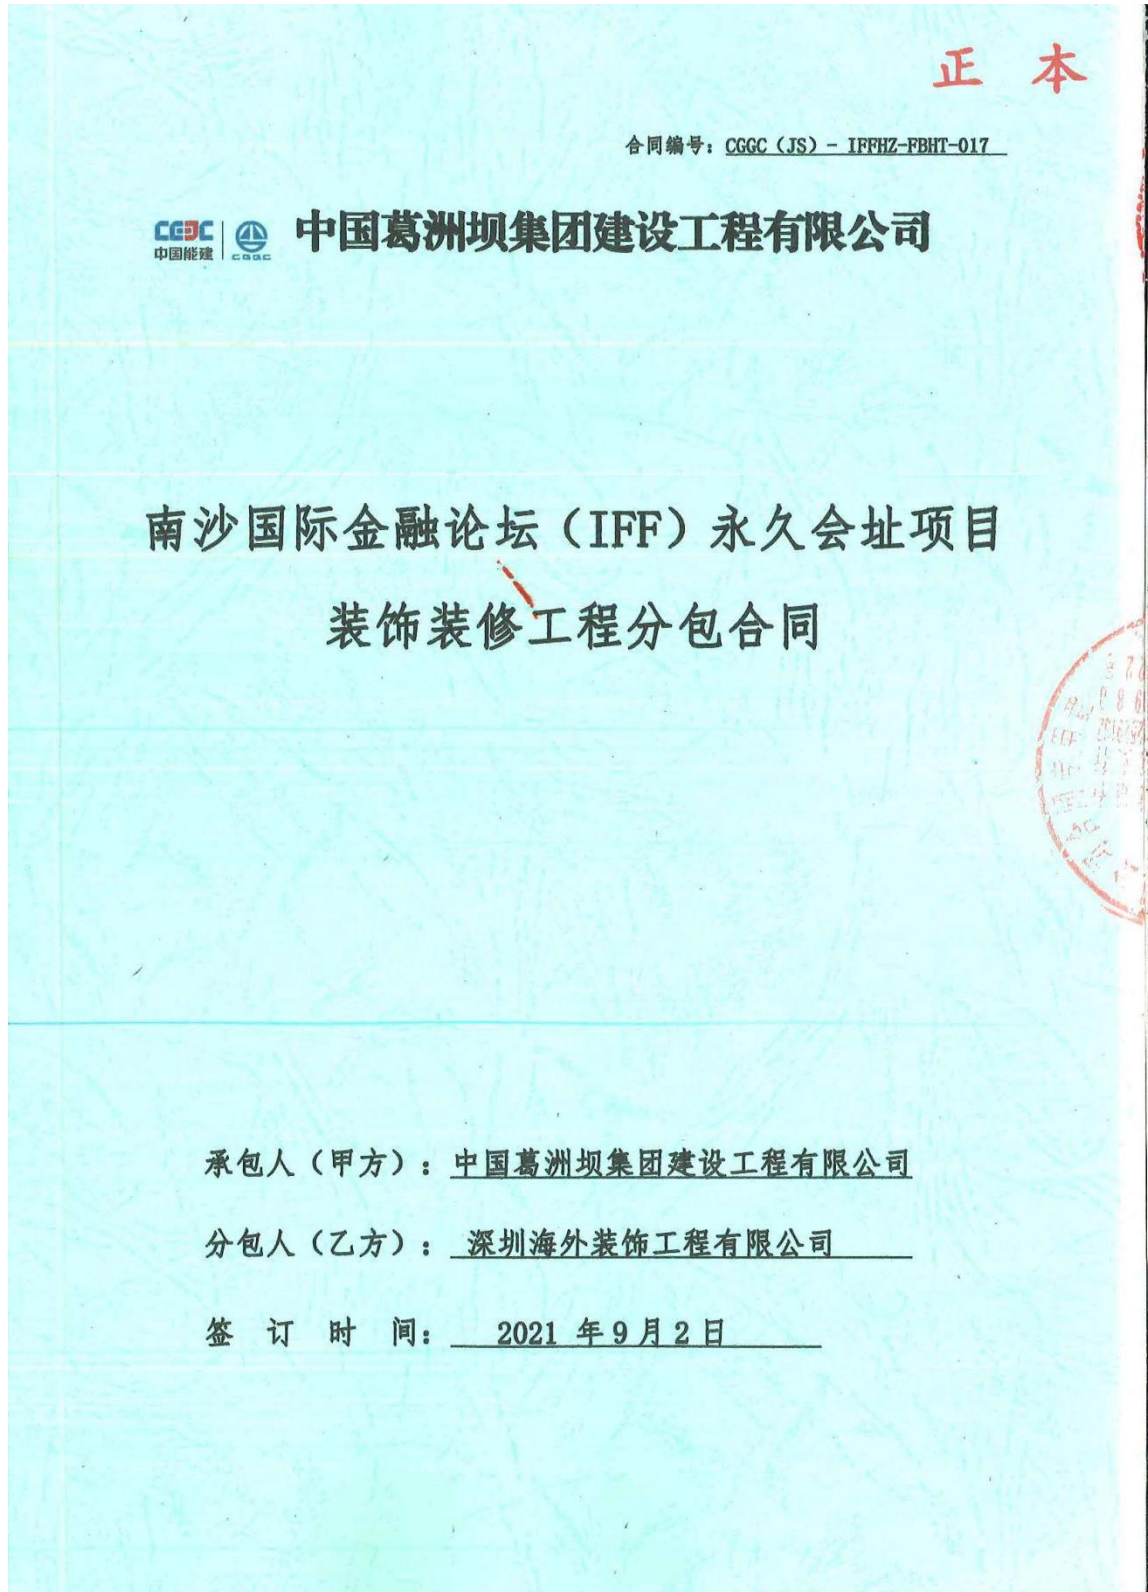 正 本
合同编号：CGGC（JS）- IFFHZ-FBHT-017
CEEC 中国能建 CGGC 中国葛洲坝集团建设工程有限公司
南沙国际金融论坛（IFF）永久会址项目
装饰装修工程分包合同
承包人（甲方）：中国葛洲坝集团建设工程有限公司
分包人（乙方）：深圳海外装饰工程有限公司
签 订 时 间：2021 年 9 月 2 日